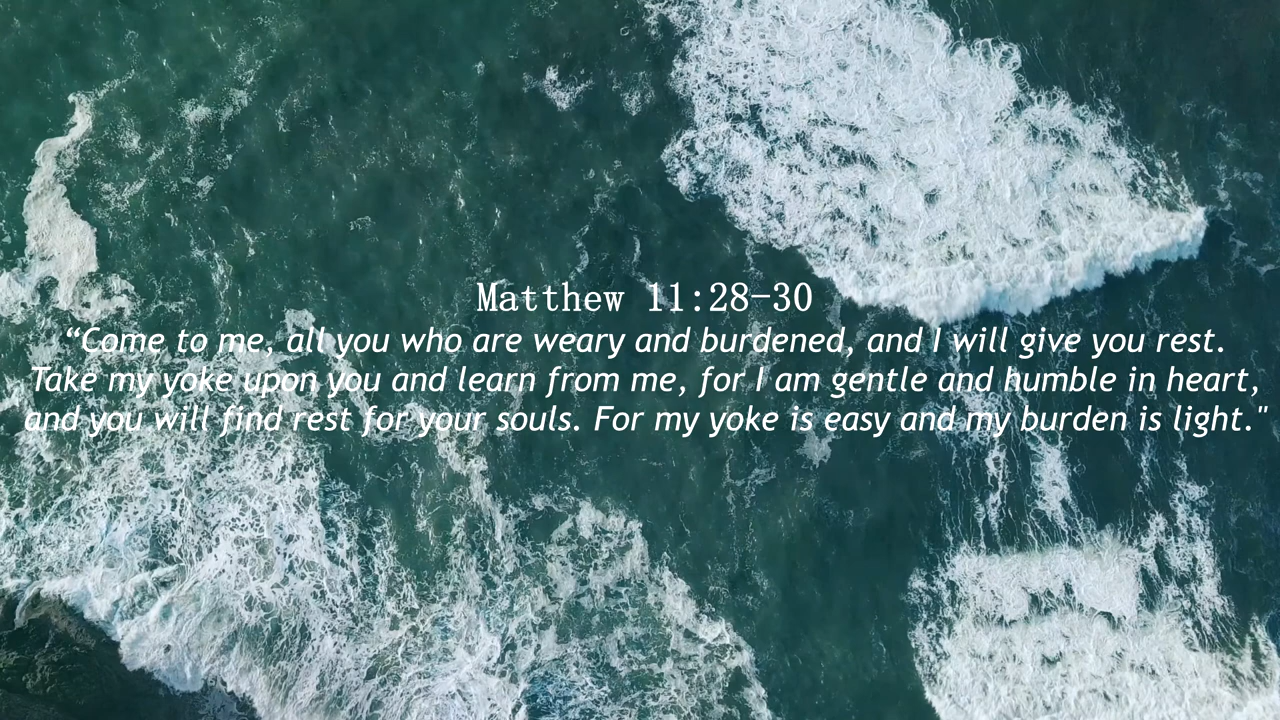 Matthew 11:28-30
“Come to me, all you who are weary and burdened, and I will give you rest.
Take my yoke upon you and learn from me, for I am gentle and humble in heart,
and you will find rest for your souls. For my yoke is easy and my burden is light."